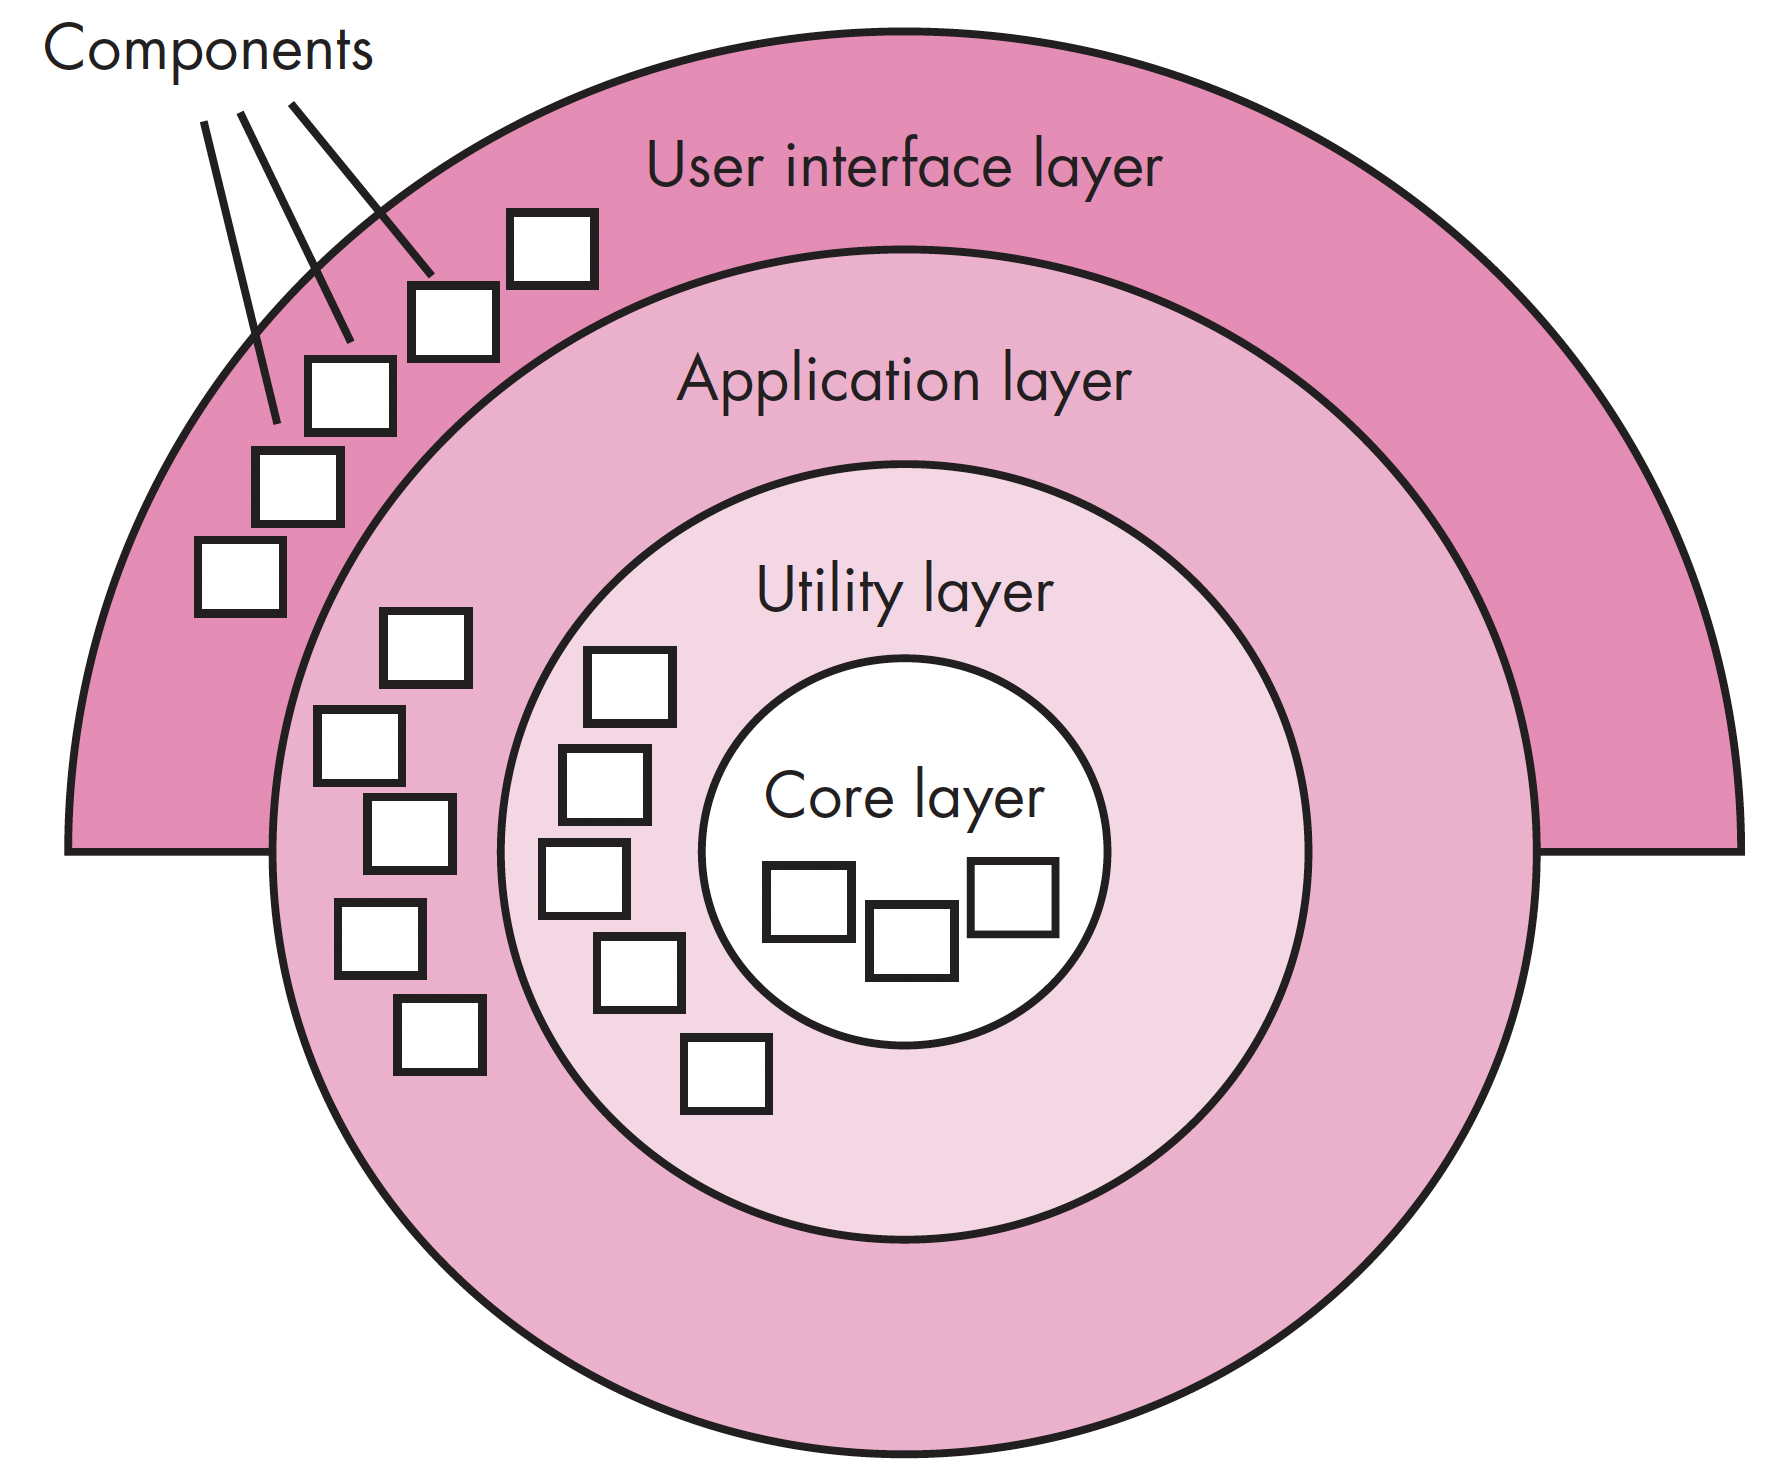 Components
User interface layer
Application layer
Utility layer
Core layer